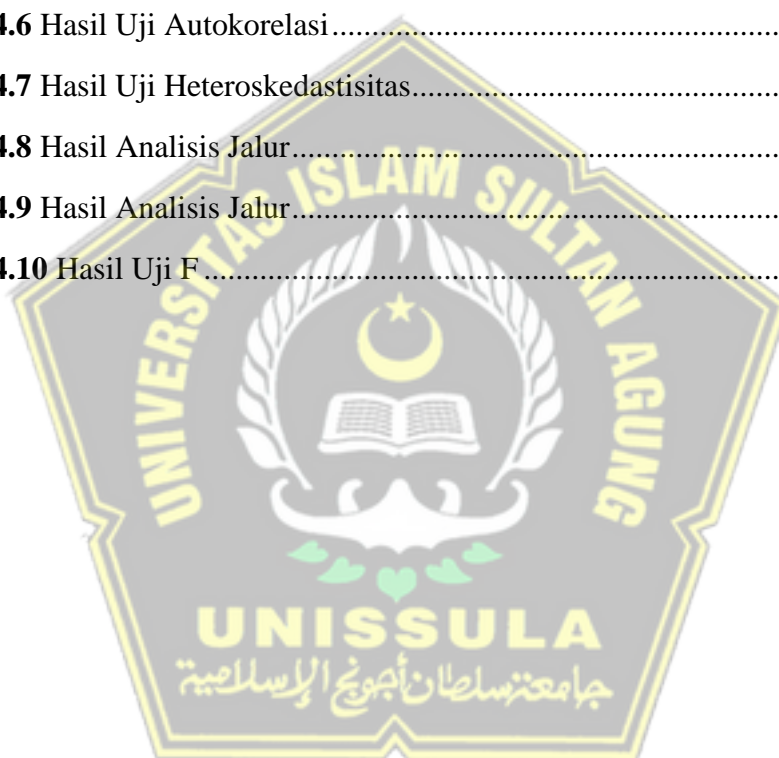 4.6 Hasil Uji Autokorelasi......................................................
4.7 Hasil Uji Heteroskedastisitas............................................
4.8 Hasil Analisis Jalur...........................................................
4.9 Hasil Analisis Jalur...........................................................
4.10 Hasil Uji F......................................................................
UNIVERSITAS ISLAM SULTAN AGUNG
UNISSULA
جامعة سلطان أجونج الإسلامية